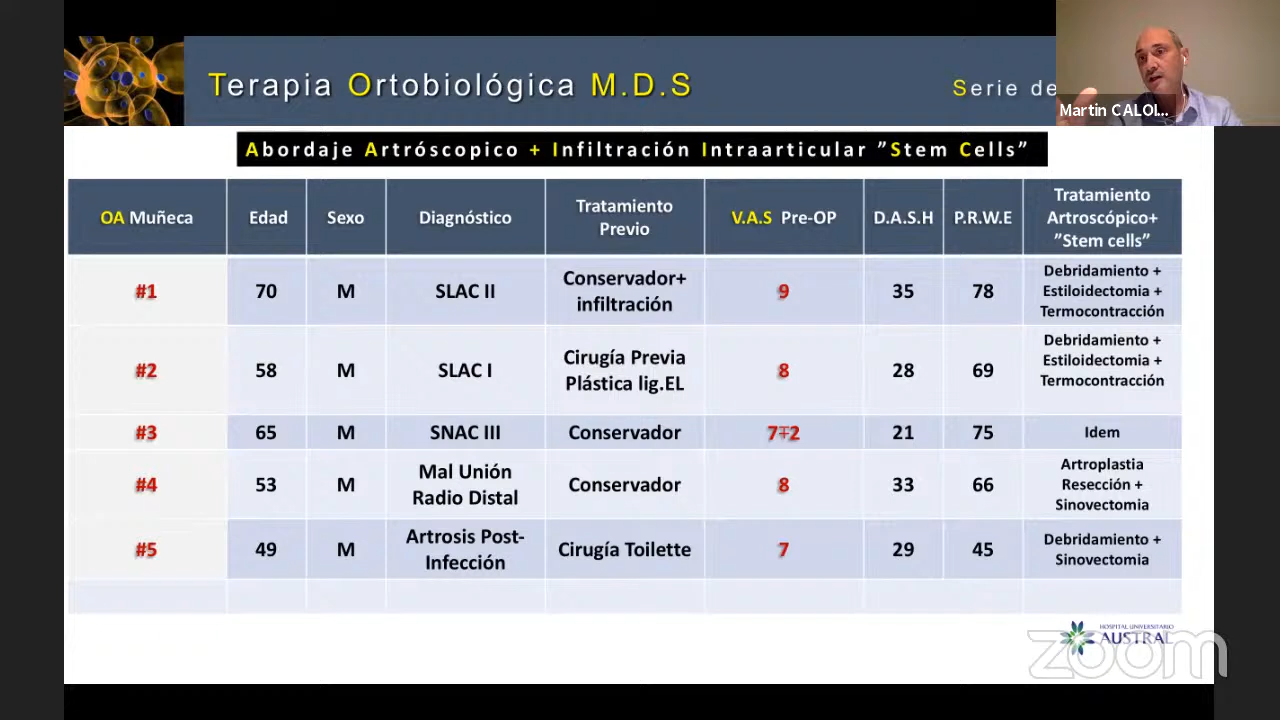 Terapia Ortobiológica M.D.S
Serie de
Martin CALOI...
Abordaje Artróscopico + Infiltración Intraarticular ”Stem Cells”
OA Muñeca
Edad
Sexo
Diagnóstico
Tratamiento
Previo
V.A.S Pre-OP
D.A.S.H
P.R.W.E
Tratamiento
Artroscópico+
”Stem cells”
#1
70
M
SLAC II
Conservador+
infiltración
9
35
78
Debridamiento +
Estiloidectomia +
Termocontracción
#2
58
M
SLAC I
Cirugía Previa
Plástica lig.EL
8
28
69
Debridamiento +
Estiloidectomia +
Termocontracción
#3
65
M
SNAC III
Conservador
7∓2
21
75
Idem
#4
53
M
Mal Unión
Radio Distal
Conservador
8
33
66
Artroplastia
Resección +
Sinovectomia
#5
49
M
Artrosis Post-
Infección
Cirugía Toilette
7
29
45
Debridamiento +
Sinovectomia
HOSPITAL UNIVERSITARIO
AUSTRAL
zoom